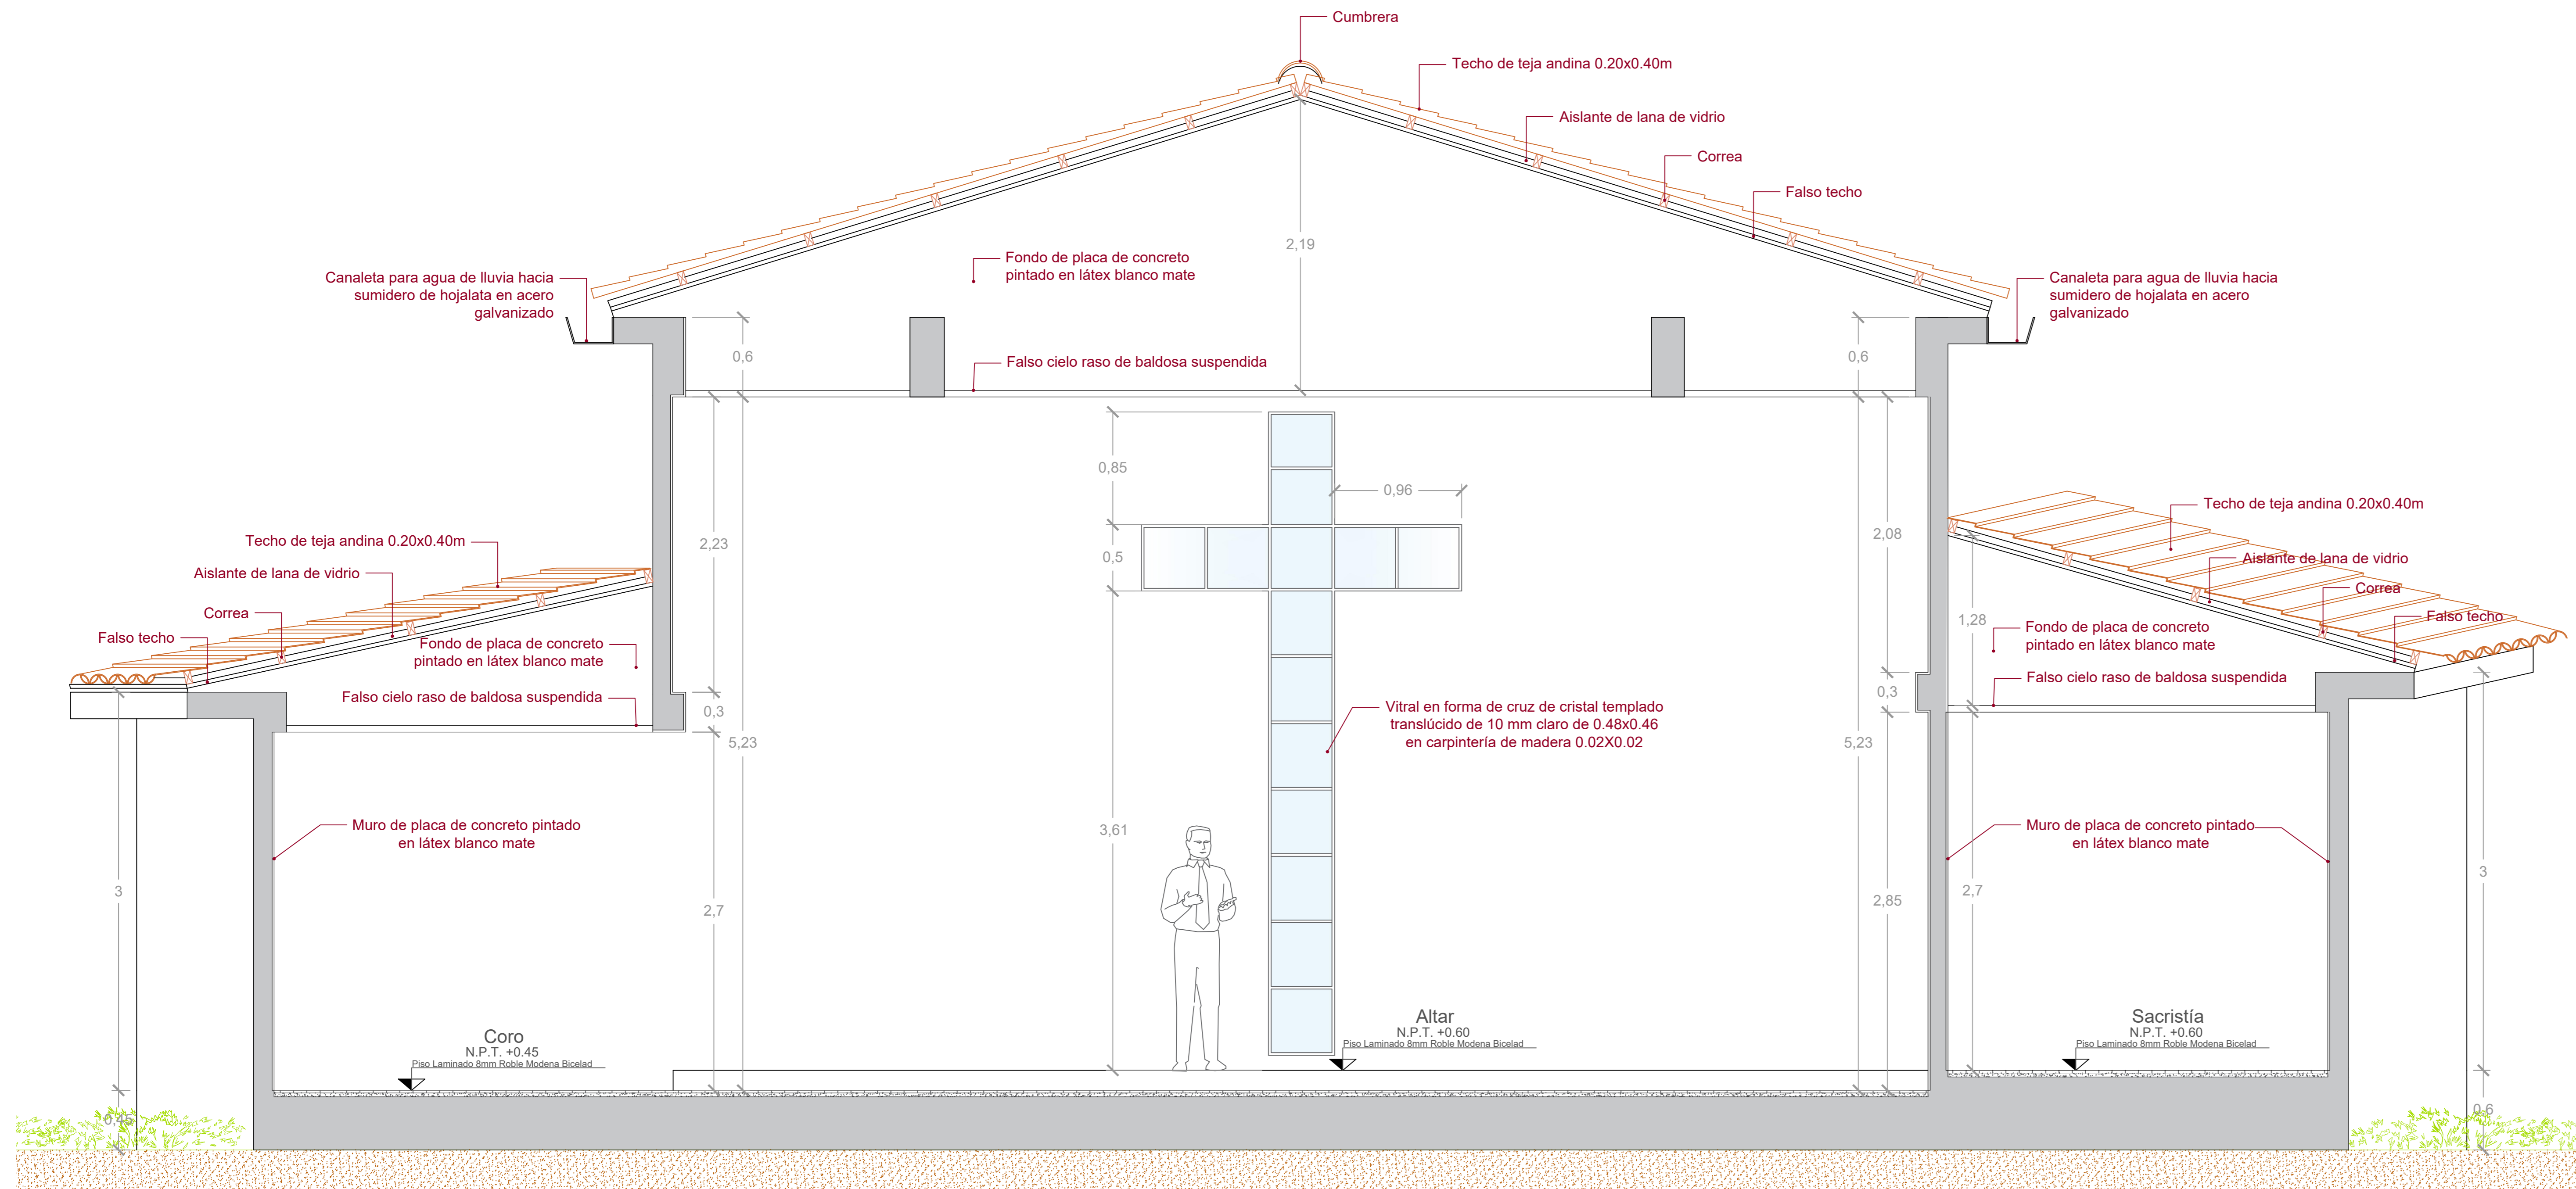 Cumbrera
Techo de teja andina 0.20x0.40m
Aislante de lana de vidrio
Correa
Falso techo
2,19
Fondo de placa de concreto
pintado en látex blanco mate
Canaleta para agua de lluvia hacia
sumidero de hojalata en acero
galvanizado
Canaleta para agua de lluvia hacia
sumidero de hojalata en acero
galvanizado
0,6
0,6
Falso cielo raso de baldosa suspendida
0,85
0,96
0,5
2,23
2,08
Techo de teja andina 0.20x0.40m
Aislante de lana de vidrio
Correa
Falso techo
Fondo de placa de concreto
pintado en látex blanco mate
Falso cielo raso de baldosa suspendida
Techo de teja andina 0.20x0.40m
Aislante de lana de vidrio
Correa
Falso techo
1,28
Fondo de placa de concreto
pintado en látex blanco mate
Falso cielo raso de baldosa suspendida
0,3
0,3
5,23
5,23
Vitral en forma de cruz de cristal templado
translúcido de 10 mm claro de 0.48x0.46
en carpintería de madera 0.02X0.02
Muro de placa de concreto pintado
en látex blanco mate
3,61
Muro de placa de concreto pintado
en látex blanco mate
3
2,7
2,85
2,7
3
Coro
N.P.T. +0.45
Piso Laminado 8mm Roble Modena Bicelad
Altar
N.P.T. +0.60
Piso Laminado 8mm Roble Modena Bicelad
Sacristía
N.P.T. +0.60
Piso Laminado 8mm Roble Modena Bicelad
0,45
0,6